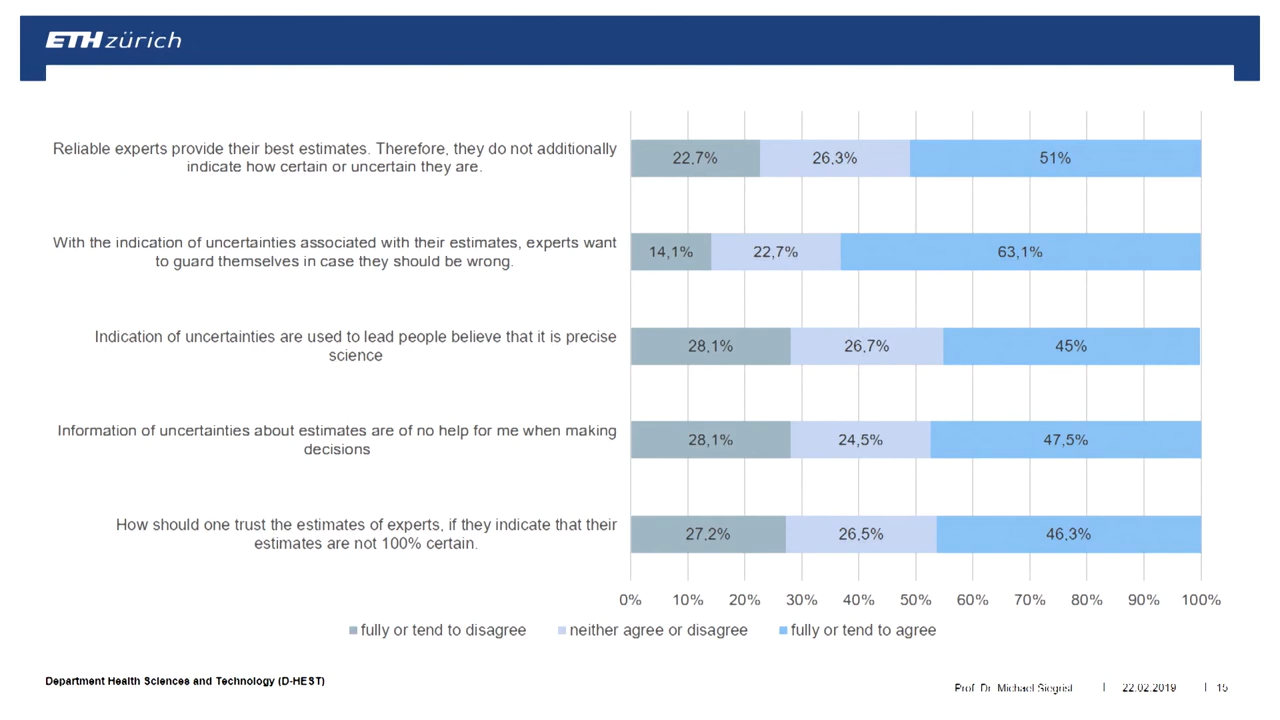 ETH zürich
Reliable experts provide their best estimates. Therefore, they do not additionally
indicate how certain or uncertain they are.
22,7% 26,3% 51%
With the indication of uncertainties associated with their estimates, experts want
to guard themselves in case they should be wrong.
14,1% 22,7% 63,1%
Indication of uncertainties are used to lead people believe that it is precise
science
28,1% 26,7% 45%
Information of uncertainties about estimates are of no help for me when making
decisions
28,1% 24,5% 47,5%
How should one trust the estimates of experts, if they indicate that their
estimates are not 100% certain.
27,2% 26,5% 46,3%
0% 10% 20% 30% 40% 50% 60% 70% 80% 90% 100%
fully or tend to disagree neither agree or disagree fully or tend to agree
Department Health Sciences and Technology (D-HEST)
Prof. Dr. Michael Siegrist | 22.02.2019 | 15